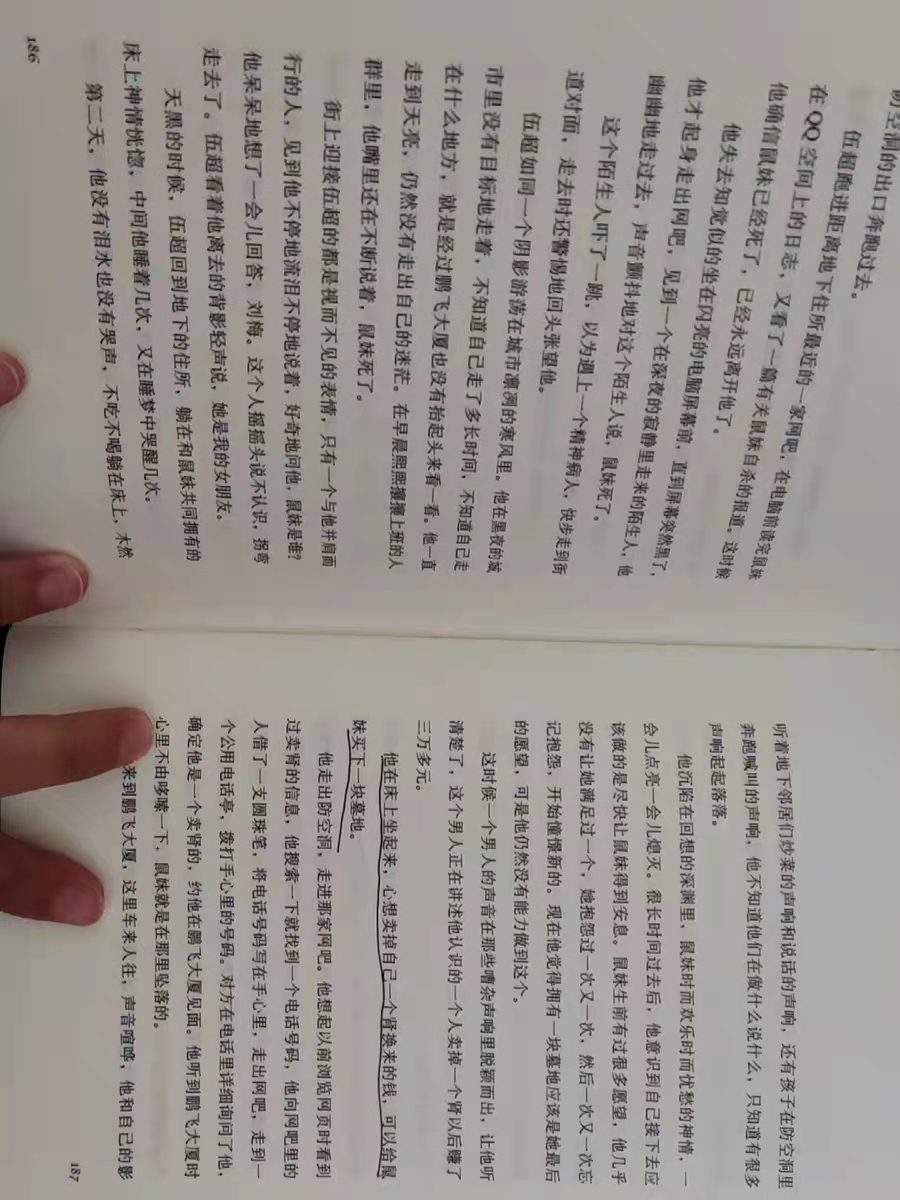 防空洞的出口奔跑过去。
伍超跑进距离地下住所最近的一家网吧，在电脑前读完鼠妹
在QQ空间上的日志，又看了一篇有关鼠妹自杀的报道。这时候
他确信鼠妹已经死了，已经永远离开他了。
他失去知觉似的坐在闪亮的电脑屏幕前，直到屏幕突然黑了，
他才起身走出网吧，见到一个在深夜的寂静里走来的陌生人，他
幽幽地走过去，声音颤抖地对这个陌生人说，鼠妹死了。
这个陌生人吓了一跳，以为遇上一个精神病人，快步走到街
道对面，走去时还警惕地回头张望他。
伍超如同一个阴影游荡在城市凛冽的寒风里。他在黑夜的城
市里没有目标地走着，不知道自己走了多长时间，不知道自己走
在什么地方，就是经过鹏飞大厦也没有抬起头来看一看。他一直
走到天亮，仍然没有走出自己的迷茫。在早晨熙熙攘攘上班的人
群里，他嘴里还在不断说着，鼠妹死了。
街上迎接伍超的都是视而不见的表情，只有一个与他并肩而
行的人，见到他不停地流泪不停地说着，好奇地问他，鼠妹是谁？
他呆呆地想了一会儿回答，刘梅。这个人摇摇头说不认识，拐弯
走去了。伍超看着他离去的背影轻声说，她是我的女朋友。
天黑的时候，伍超回到地下的住所，躺在和鼠妹共同拥有的
床上神情恍惚，中间他睡着几次，又在睡梦中哭醒几次。
第二天，他没有泪水也没有哭声，不吃不喝躺在床上，木然
186
听着地下邻居们炒菜的声响和说话的声响，还有孩子在防空洞里
奔跑喊叫的声响，他不知道他们在做什么说什么，只知道有很多
声响起起落落。
他沉陷在回想的深渊里，鼠妹时而欢乐时而忧愁的神情，一
会儿点亮一会儿熄灭。很长时间过去后，他意识到自己接下去应
该做的是尽快让鼠妹得到安息。鼠妹生前有过很多愿望，他几乎
没有让她满足过一个，她抱怨过一次又一次，然后一次又一次忘
记抱怨，开始憧憬新的。现在他觉得拥有一块墓地应该是她最后
的愿望，可是他仍然没有能力做到这个。
这时候一个男人的声音在那些嘈杂声响里脱颖而出，让他听
清楚了，这个男人正在讲述他认识的一个人卖掉一个肾以后赚了
三万多元。
他在床上坐起来，心想卖掉自己一个肾换来的钱，可以给鼠
妹买下一块墓地。
他走出防空洞，走进那家网吧。他想起以前浏览网页时看到
过卖肾的信息，他搜索一下就找到一个电话号码，他向网吧里的
人借了一支圆珠笔，将电话号码写在手心里，走出网吧，走到一
个公用电话亭，拨打手心里的号码。对方在电话里详细询问了他，
确定他是一个卖肾的，约他在鹏飞大厦见面。他听到鹏飞大厦时
心里不由哆嗦一下，鼠妹就是在那里坠落的。
来到鹏飞大厦，这里车来人往，声音喧哗，他和自己的影
187